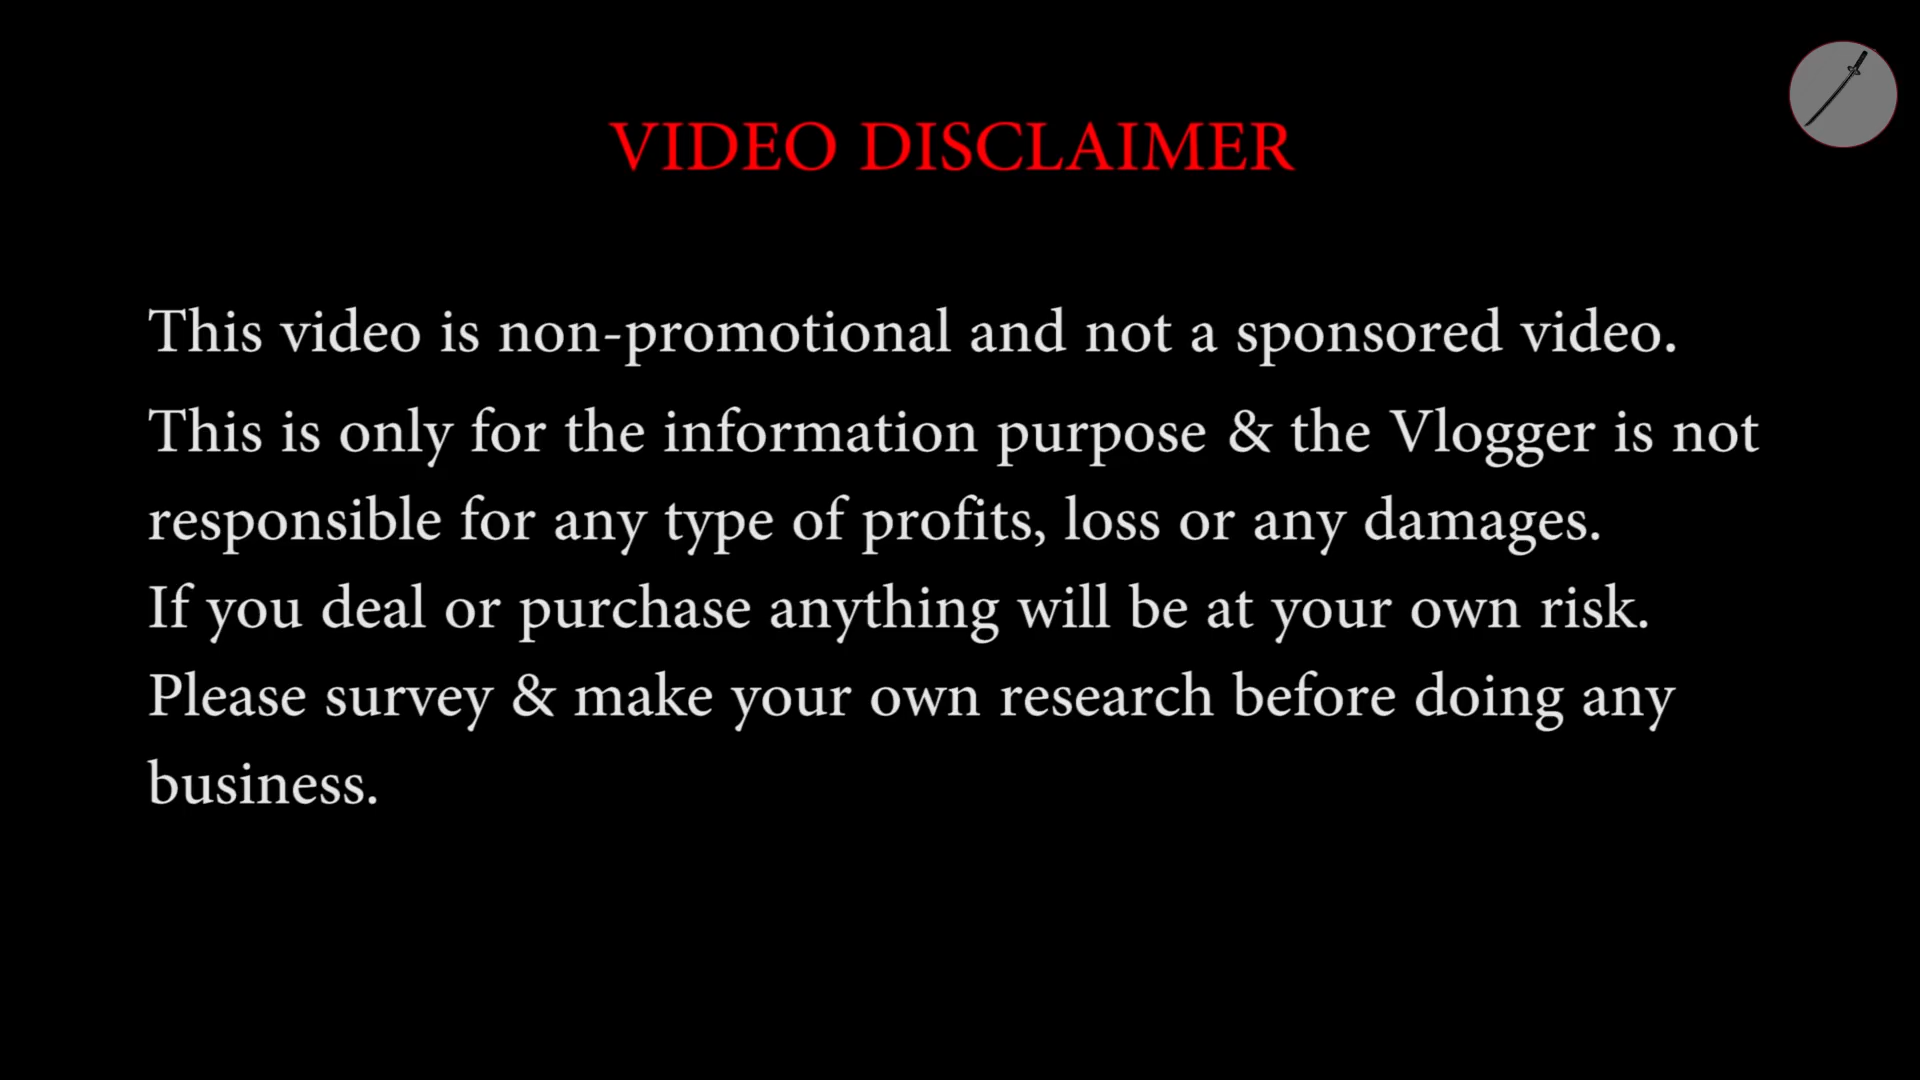 VIDEO DISCLAIMER
This video is non-promotional and not a sponsored video.
This is only for the information purpose & the Vlogger is not
responsible for any type of profits, loss or any damages.
If you deal or purchase anything will be at your own risk.
Please survey & make your own research before doing any
business.